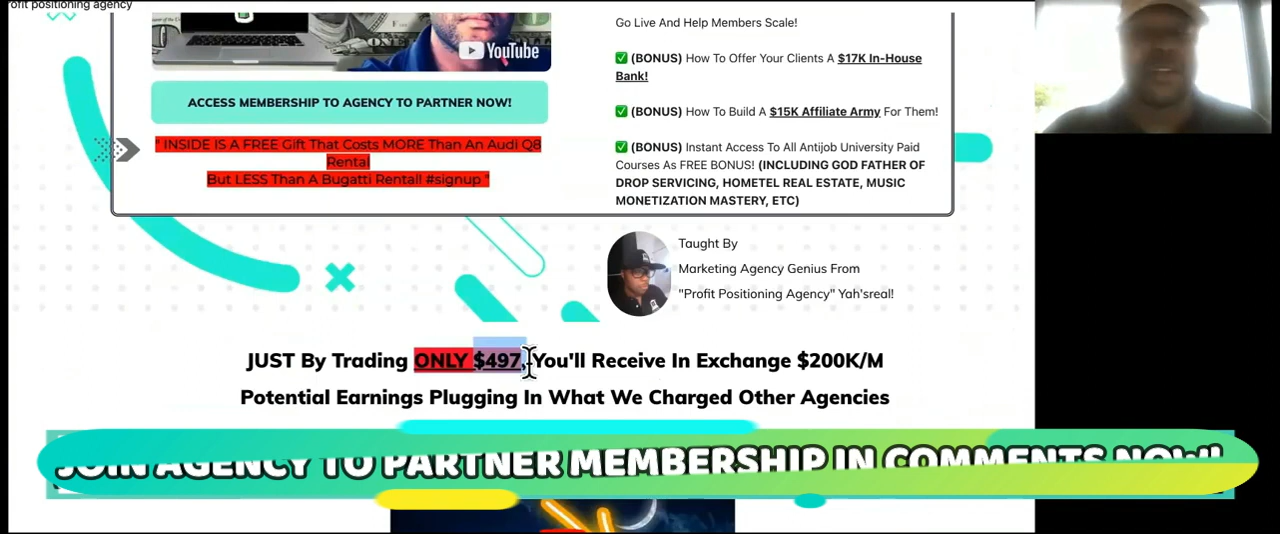 ofit positioning agency
YouTube
ACCESS MEMBERSHIP TO AGENCY TO PARTNER NOW!
" INSIDE IS A FREE Gift That Costs MORE Than An Audi Q8
Rental
But LESS Than A Bugatti Rental! #signup "
Go Live And Help Members Scale!
(BONUS) How To Offer Your Clients A $17K In-House
Bank!
(BONUS) How To Build A $15K Affiliate Army For Them!
(BONUS) Instant Access To All Antijob University Paid
Courses As FREE BONUS! (INCLUDING GOD FATHER OF
DROP SERVICING, HOMETEL REAL ESTATE, MUSIC
MONETIZATION MASTERY, ETC)
Taught By
Marketing Agency Genius From
"Profit Positioning Agency" Yah'sreal!
JUST By Trading ONLY $497, You'll Receive In Exchange $200K/M
Potential Earnings Plugging In What We Charged Other Agencies
JOIN AGENCY TO PARTNER MEMBERSHIP IN COMMENTS NOW!